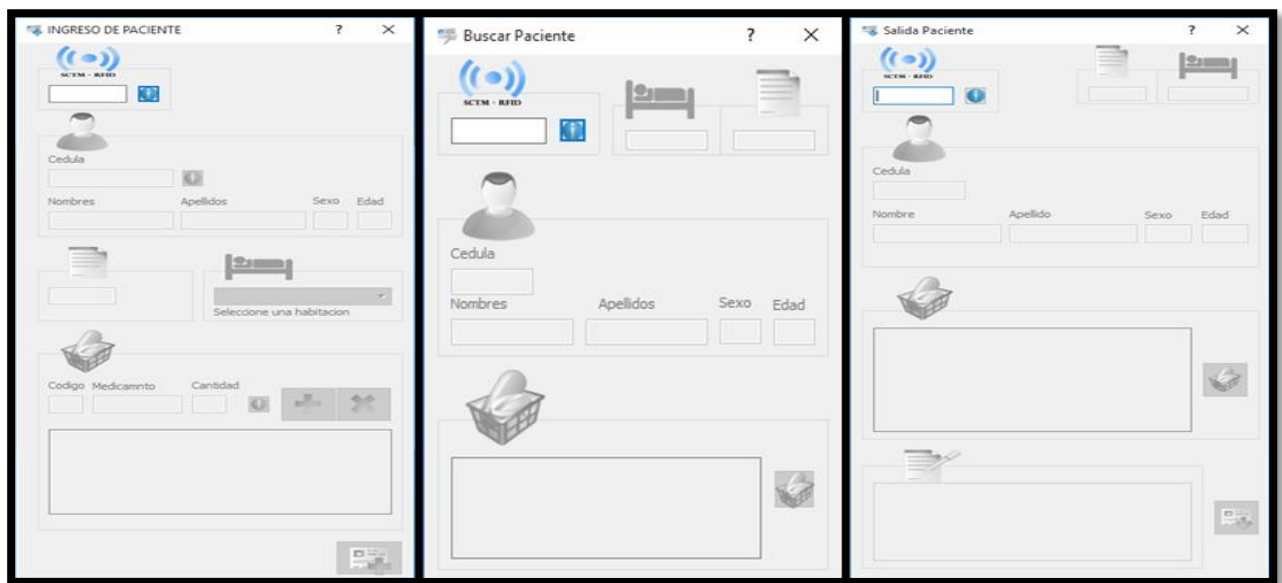 INGRESO DE PACIENTE
SCTM - RFID
Cedula
Nombres Apellidos Sexo Edad
Seleccione una habitacion
Codigo Medicamnto Cantidad
Buscar Paciente
SCTM - RFID
Cedula
Nombres Apellidos Sexo Edad
Salida Paciente
SCTM - RFID
Cedula
Nombre Apellido Sexo Edad